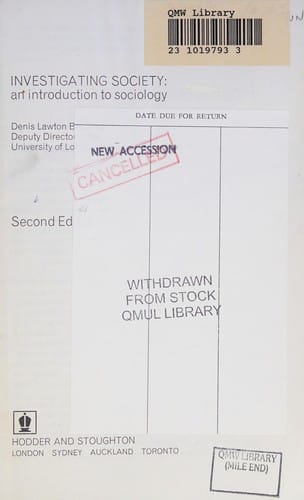 QMW Library
23 1019793 3
INVESTIGATING SOCIETY:
an introduction to sociology
DATE DUE FOR RETURN
Denis Lawton B
Deputy Directo
University of Lo
NEW ACCESSION
CANCELLED
Second Ed
WITHDRAWN
FROM STOCK
QMUL LIBRARY
HODDER AND STOUGHTON
LONDON SYDNEY AUCKLAND TORONTO
QMW LIBRARY
(MILE END)